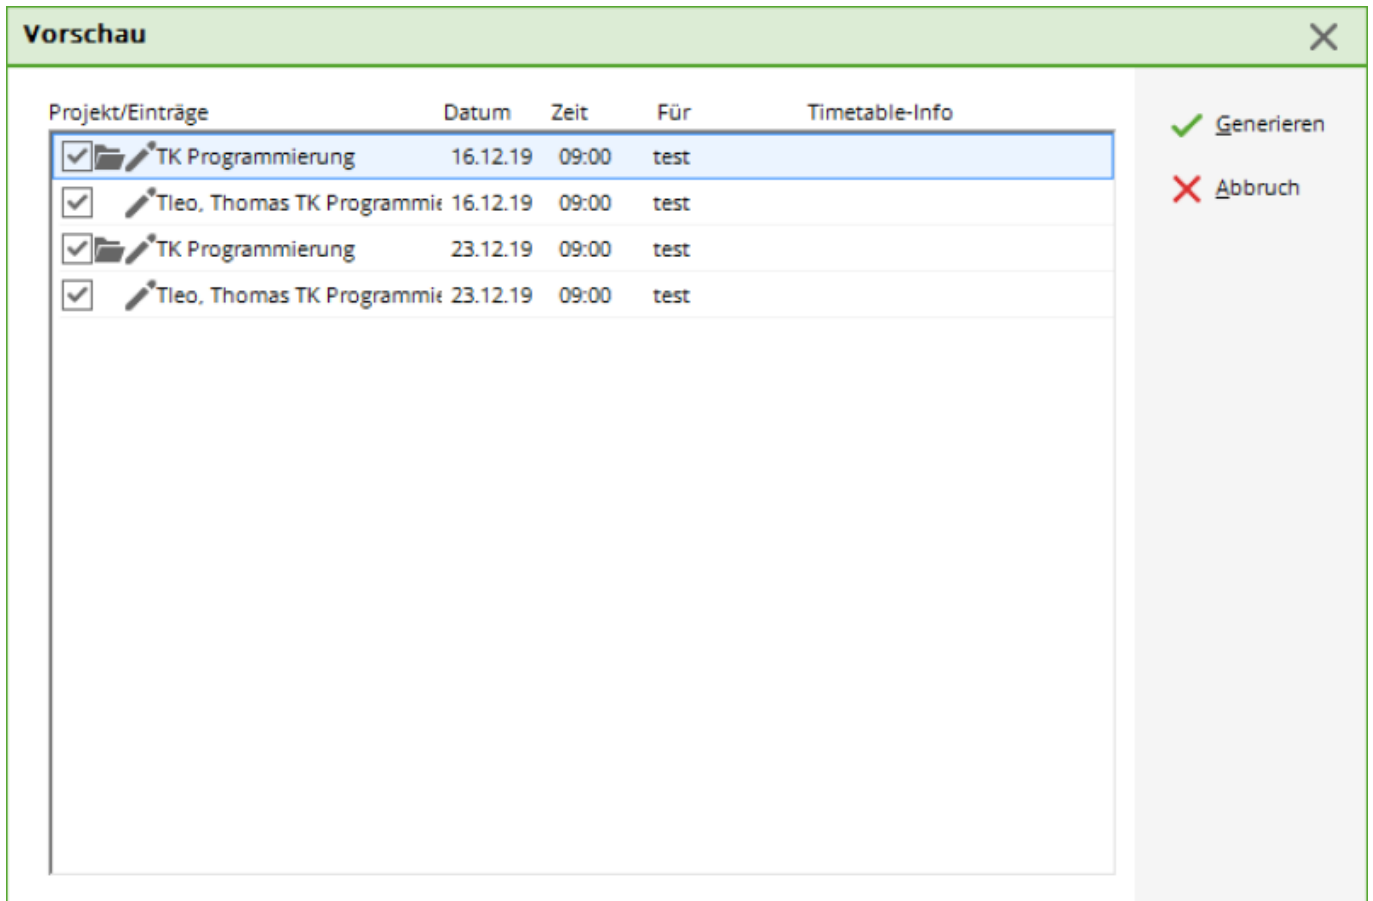 Vorschau
Projekt/Einträge Datum Zeit Für Timetable-Info
TK Programmierung 16.12.19 09:00 test
Tleo, Thomas TK Programmie 16.12.19 09:00 test
TK Programmierung 23.12.19 09:00 test
Tleo, Thomas TK Programmie 23.12.19 09:00 test
Generieren
Abbruch